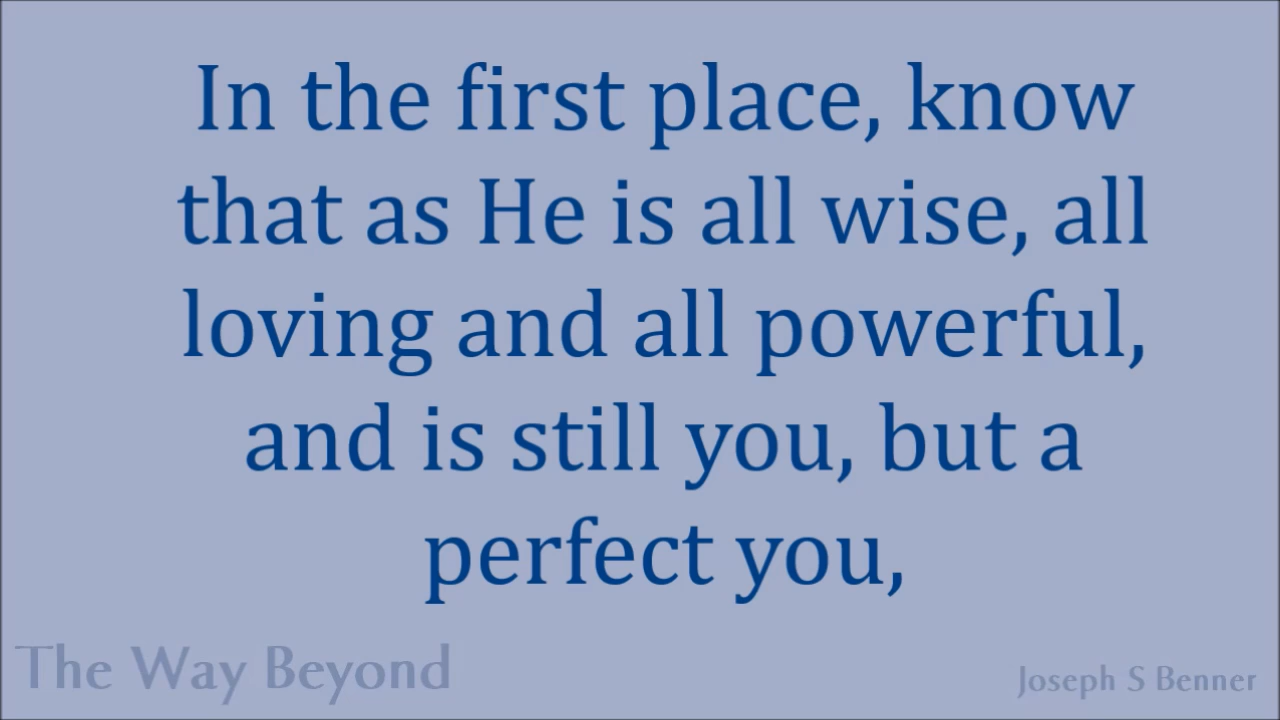 In the first place, know
that as He is all wise, all
loving and all powerful,
and is still you, but a
perfect you,
The Way Beyond
Joseph S Benner